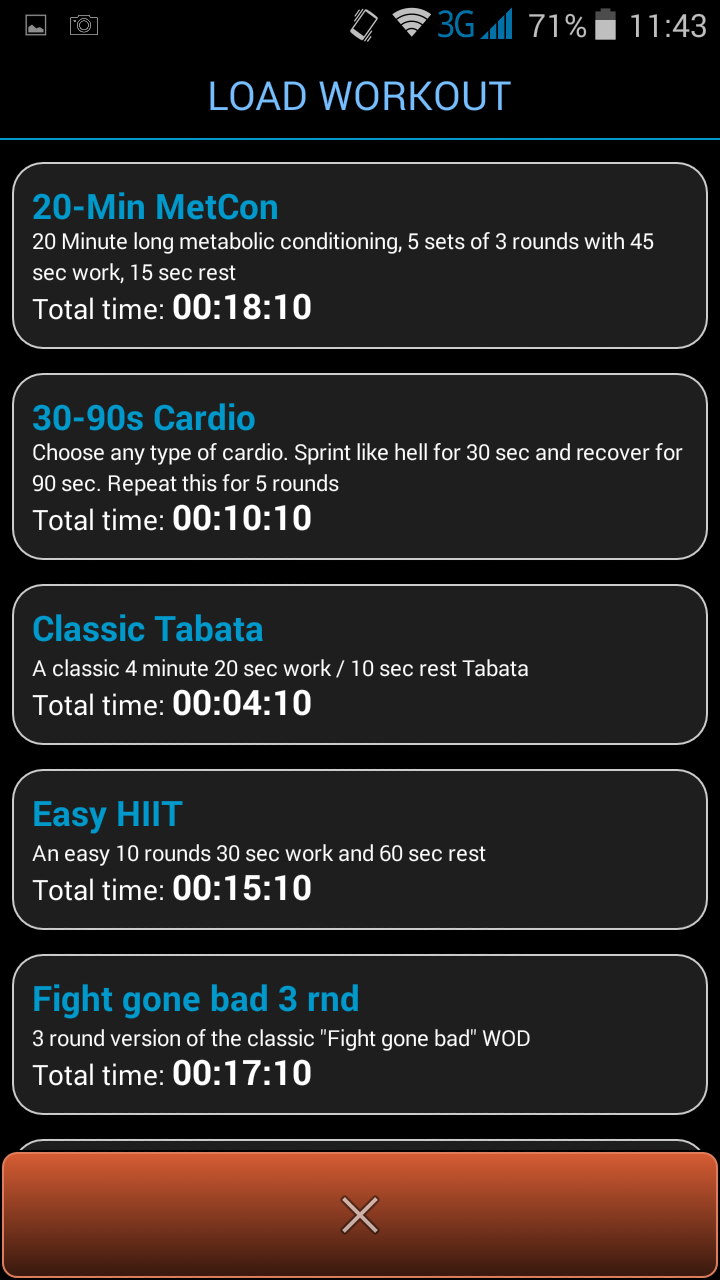 3G 71% 11:43
LOAD WORKOUT
20-Min MetCon
20 Minute long metabolic conditioning, 5 sets of 3 rounds with 45
sec work, 15 sec rest
Total time: 00:18:10
30-90s Cardio
Choose any type of cardio. Sprint like hell for 30 sec and recover for
90 sec. Repeat this for 5 rounds
Total time: 00:10:10
Classic Tabata
A classic 4 minute 20 sec work / 10 sec rest Tabata
Total time: 00:04:10
Easy HIIT
An easy 10 rounds 30 sec work and 60 sec rest
Total time: 00:15:10
Fight gone bad 3 rnd
3 round version of the classic "Fight gone bad" WOD
Total time: 00:17:10